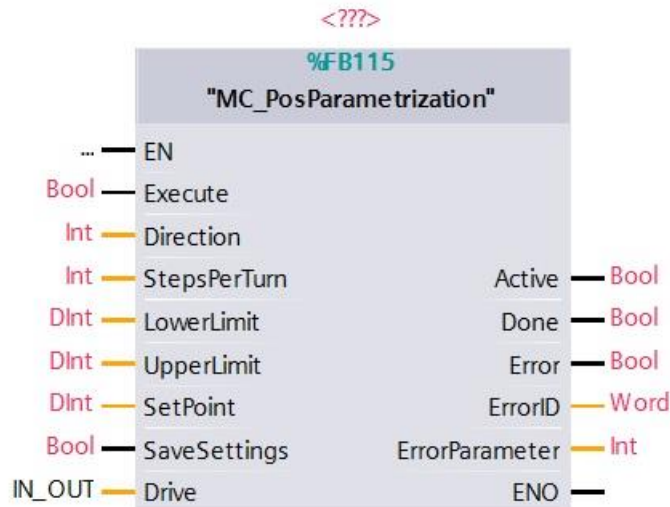 <???>
%FB115
"MC_PosParametrization"
... EN
Bool Execute
Int Direction
Int StepsPerTurn Active Bool
DInt LowerLimit Done Bool
DInt UpperLimit Error Bool
DInt SetPoint ErrorID Word
Bool SaveSettings ErrorParameter Int
IN_OUT Drive ENO